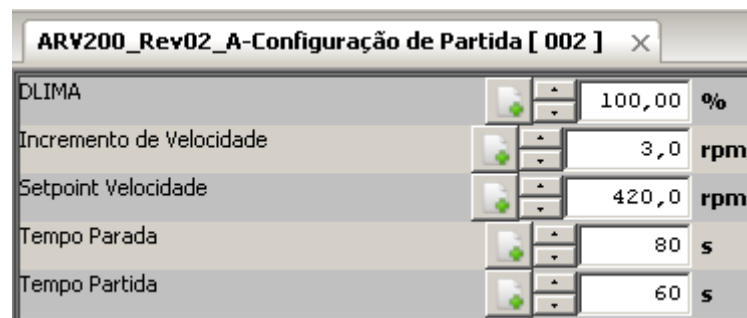 ARV200_Rev02_A-Configuração de Partida [ 002 ]
DLIMA 100,00 %
Incremento de Velocidade 3,0 rpm
Setpoint Velocidade 420,0 rpm
Tempo Parada 80 s
Tempo Partida 60 s